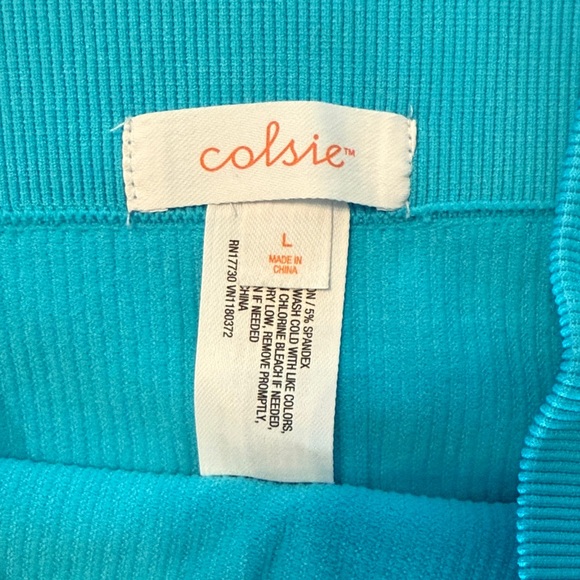 colsie™
L
MADE IN
CHINA
ON / 5% SPANDEX
WASH COLD WITH LIKE COLORS,
CHLORINE BLEACH IF NEEDED,
DRY LOW, REMOVE PROMPTLY,
IF NEEDED
CHINA
RN17730 VN1180372